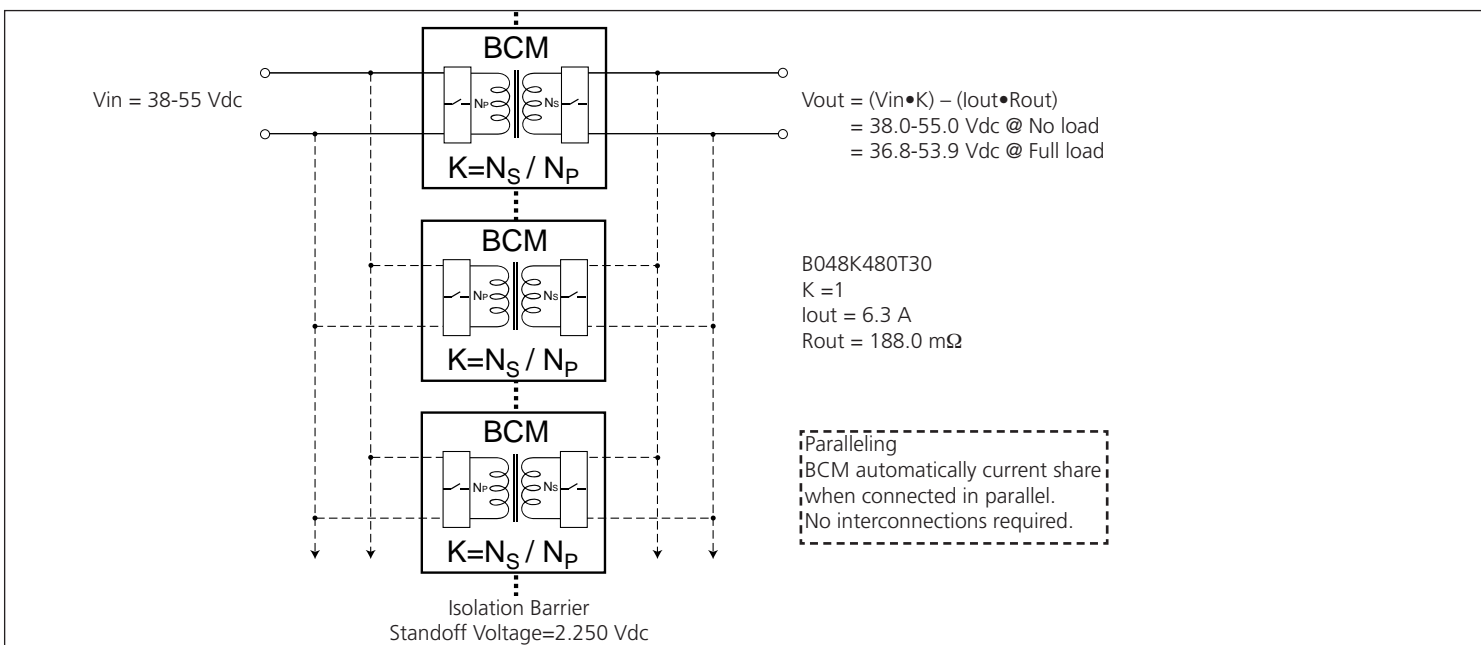 BCM
Vin = 38-55 Vdc
NP
NS
Vout = (Vin•K) – (Iout•Rout)
= 38.0-55.0 Vdc @ No load
= 36.8-53.9 Vdc @ Full load
K=NS / NP
BCM
NP
NS
B048K480T30
K =1
Iout = 6.3 A
Rout = 188.0 mΩ
K=NS / NP
BCM
NP
NS
Paralleling
BCM automatically current share
when connected in parallel.
No interconnections required.
K=NS / NP
Isolation Barrier
Standoff Voltage=2.250 Vdc